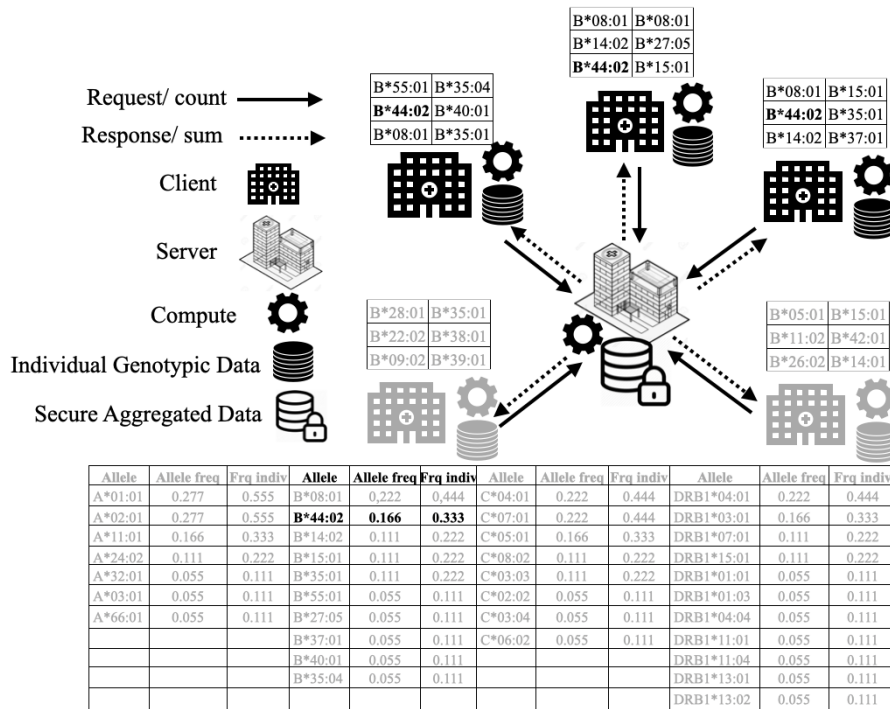 B*08:01 B*08:01
B*14:02 B*27:05
B*44:02 B*15:01
B*55:01 B*35:04
B*44:02 B*40:01
B*08:01 B*35:01
B*08:01 B*15:01
B*44:02 B*35:01
B*14:02 B*37:01
Request/ count
Response/ sum
Client
Server
Compute
Individual Genotypic Data
Secure Aggregated Data
B*28:01 B*35:01
B*22:02 B*38:01
B*09:02 B*39:01
B*05:01 B*15:01
B*11:02 B*42:01
B*26:02 B*14:01
Allele Allele freq Frq indiv Allele Allele freq Frq indiv Allele Allele freq Frq indiv Allele Allele freq Frq indiv
A*01:01 0.277 0.555 B*08:01 0,222 0,444 C*04:01 0.222 0.444 DRB1*04:01 0.222 0.444
A*02:01 0.277 0.555 B*44:02 0.166 0.333 C*07:01 0.222 0.444 DRB1*03:01 0.166 0.333
A*11:01 0.166 0.333 B*14:02 0.111 0.222 C*05:01 0.166 0.333 DRB1*07:01 0.111 0.222
A*24:02 0.111 0.222 B*15:01 0.111 0.222 C*08:02 0.111 0.222 DRB1*15:01 0.111 0.222
A*32:01 0.055 0.111 B*35:01 0.111 0.222 C*03:03 0.111 0.222 DRB1*01:01 0.055 0.111
A*03:01 0.055 0.111 B*55:01 0.055 0.111 C*02:02 0.055 0.111 DRB1*01:03 0.055 0.111
A*66:01 0.055 0.111 B*27:05 0.055 0.111 C*03:04 0.055 0.111 DRB1*04:04 0.055 0.111
B*37:01 0.055 0.111 C*06:02 0.055 0.111 DRB1*11:01 0.055 0.111
B*40:01 0.055 0.111 DRB1*11:04 0.055 0.111
B*35:04 0.055 0.111 DRB1*13:01 0.055 0.111
DRB1*13:02 0.055 0.111